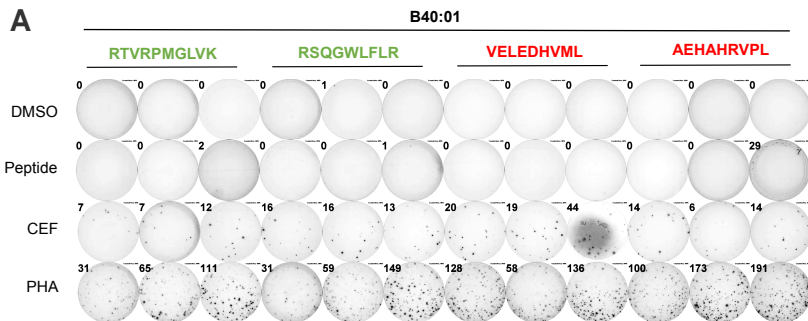 A
B40:01
RTVRPMGLVK RSQGWLFLR VELEDHVML AEHAHRVPL
DMSO 0 0 0 0 1 0 0 0 0 0 0 0
Peptide 0 0 2 0 0 1 0 0 0 0 0 29
CEF 7 7 12 16 16 13 20 19 44 14 6 14
PHA 31 65 111 31 59 149 128 58 136 100 173 191